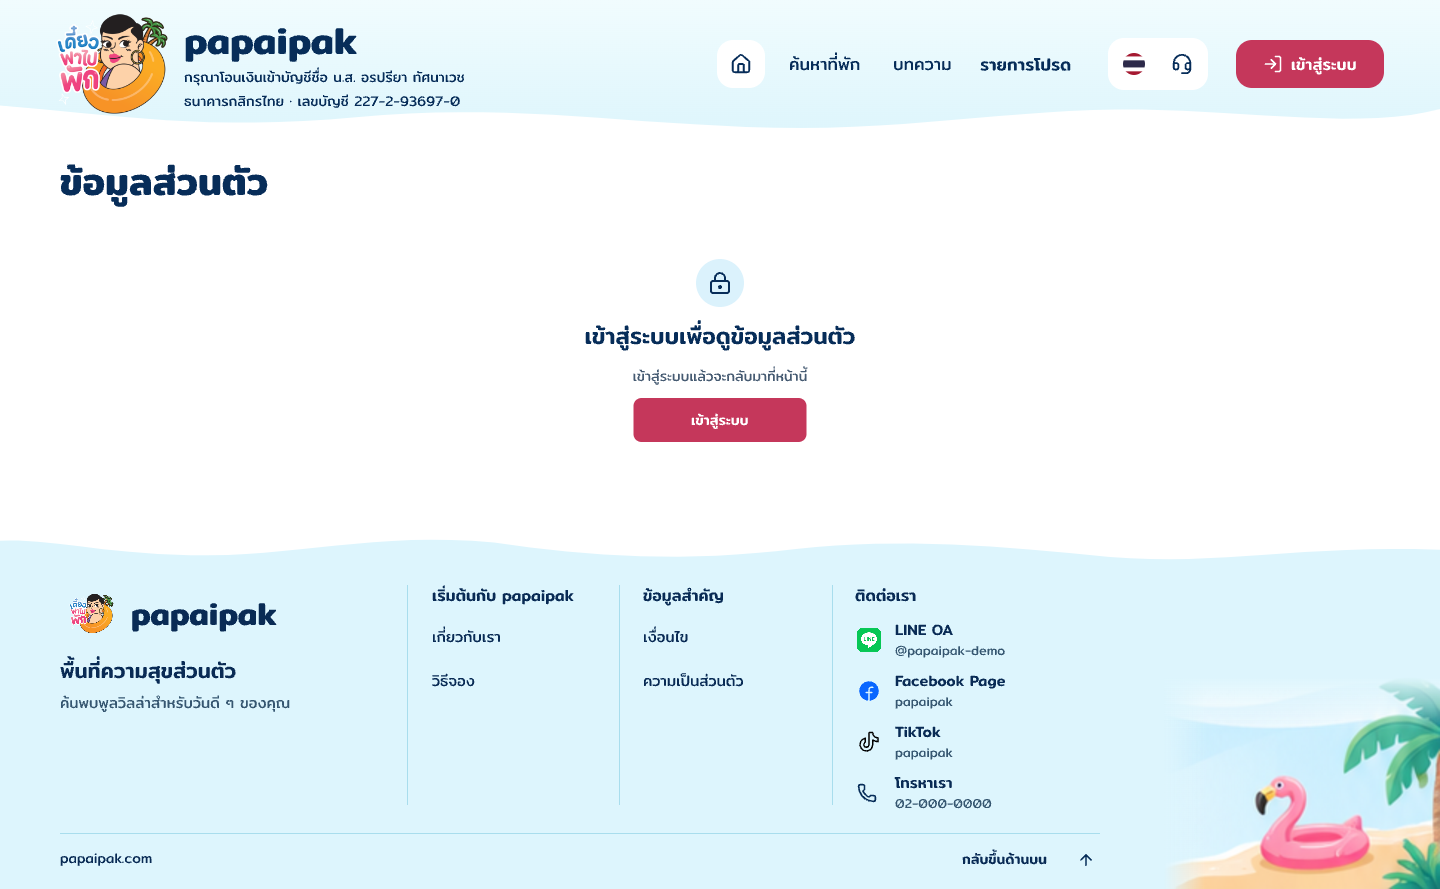 เดี๋ยว
พาไป
พัก
papaipak
กรุณาโอนเงินเข้าบัญชีชื่อ น.ส. อรปรียา ทัศนาเวช
ธนาคารกสิกรไทย · เลขบัญชี 227-2-93697-0
ค้นหาที่พัก
บทความ
รายการโปรด
เข้าสู่ระบบ
ข้อมูลส่วนตัว
เข้าสู่ระบบเพื่อดูข้อมูลส่วนตัว
เข้าสู่ระบบแล้วจะกลับมาที่หน้านี้
เข้าสู่ระบบ
เดี๋ยว
พาไป
พัก
papaipak
พื้นที่ความสุขส่วนตัว
ค้นพบพูลวิลล่าสำหรับวันดี ๆ ของคุณ
เริ่มต้นกับ papaipak
เกี่ยวกับเรา
วิธีจอง
ข้อมูลสำคัญ
เงื่อนไข
ความเป็นส่วนตัว
ติดต่อเรา
LINE
LINE OA
@papaipak-demo
Facebook Page
papaipak
TikTok
papaipak
โทรหาเรา
02-000-0000
papaipak.com
กลับขึ้นด้านบน